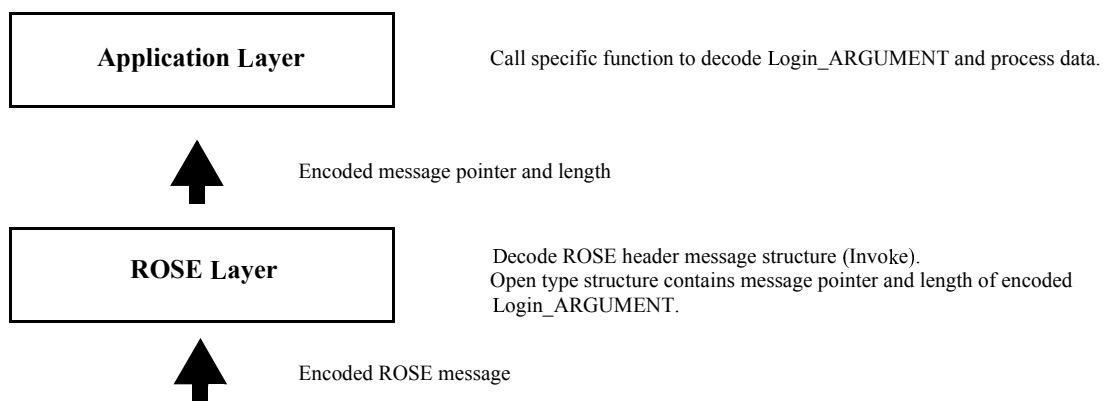 Application Layer
Call specific function to decode Login_ARGUMENT and process data.
Encoded message pointer and length
ROSE Layer
Decode ROSE header message structure (Invoke).
Open type structure contains message pointer and length of encoded
Login_ARGUMENT.
Encoded ROSE message